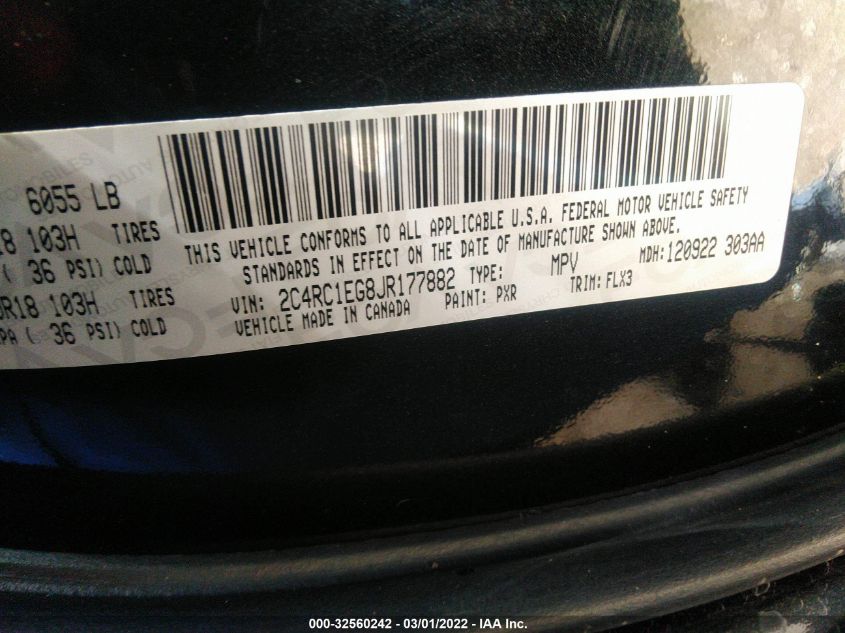 6055 LB
18 103H TIRES
( 36 PSI) COLD
R18 103H TIRES
PA ( 36 PSI) COLD
THIS VEHICLE CONFORMS TO ALL APPLICABLE U.S.A. FEDERAL MOTOR VEHICLE SAFETY
STANDARDS IN EFFECT ON THE DATE OF MANUFACTURE SHOWN ABOVE.
MDH:120922 303AA
VIN: 2C4RC1EG8JR177882 TYPE: MPV
VEHICLE MADE IN CANADA PAINT: PXR TRIM: FLX3
000-32560242 - 03/01/2022 - IAA Inc.